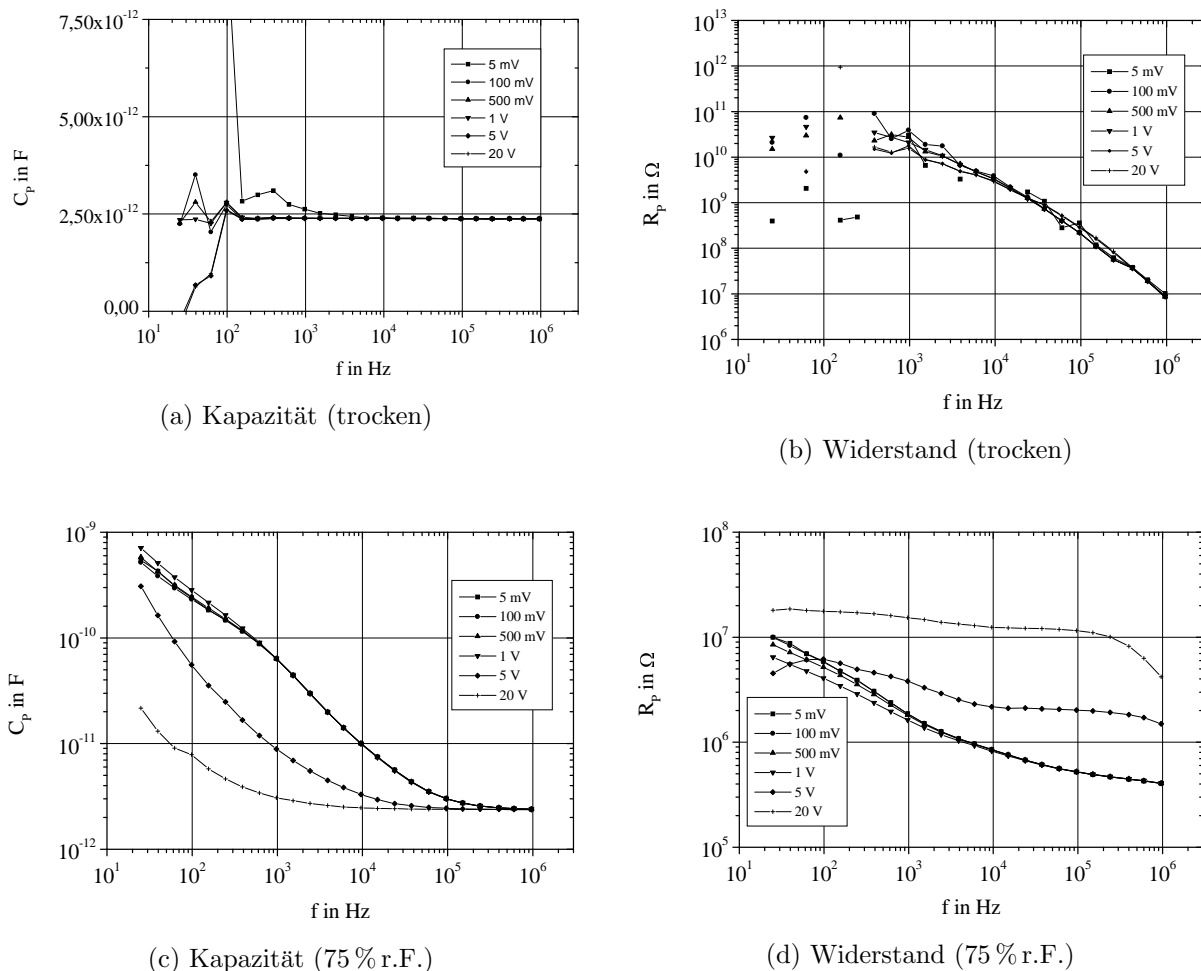 7,50x10⁻¹²
5,00x10⁻¹²
2,50x10⁻¹²
0,00
C_P in F
5 mV
100 mV
500 mV
1 V
5 V
20 V
10¹ 10² 10³ 10⁴ 10⁵ 10⁶
f in Hz
(a) Kapazität (trocken)
10¹³
10¹²
10¹¹
10¹⁰
10⁹
10⁸
10⁷
10⁶
R_P in Ω
5 mV
100 mV
500 mV
1 V
5 V
20 V
10¹ 10² 10³ 10⁴ 10⁵ 10⁶
f in Hz
(b) Widerstand (trocken)
10⁻⁹
10⁻¹⁰
10⁻¹¹
10⁻¹²
C_P in F
5 mV
100 mV
500 mV
1 V
5 V
20 V
10¹ 10² 10³ 10⁴ 10⁵ 10⁶
f in Hz
(c) Kapazität (75 % r.F.)
10⁸
10⁷
10⁶
10⁵
R_P in Ω
5 mV
100 mV
500 mV
1 V
5 V
20 V
10¹ 10² 10³ 10⁴ 10⁵ 10⁶
f in Hz
(d) Widerstand (75 % r.F.)